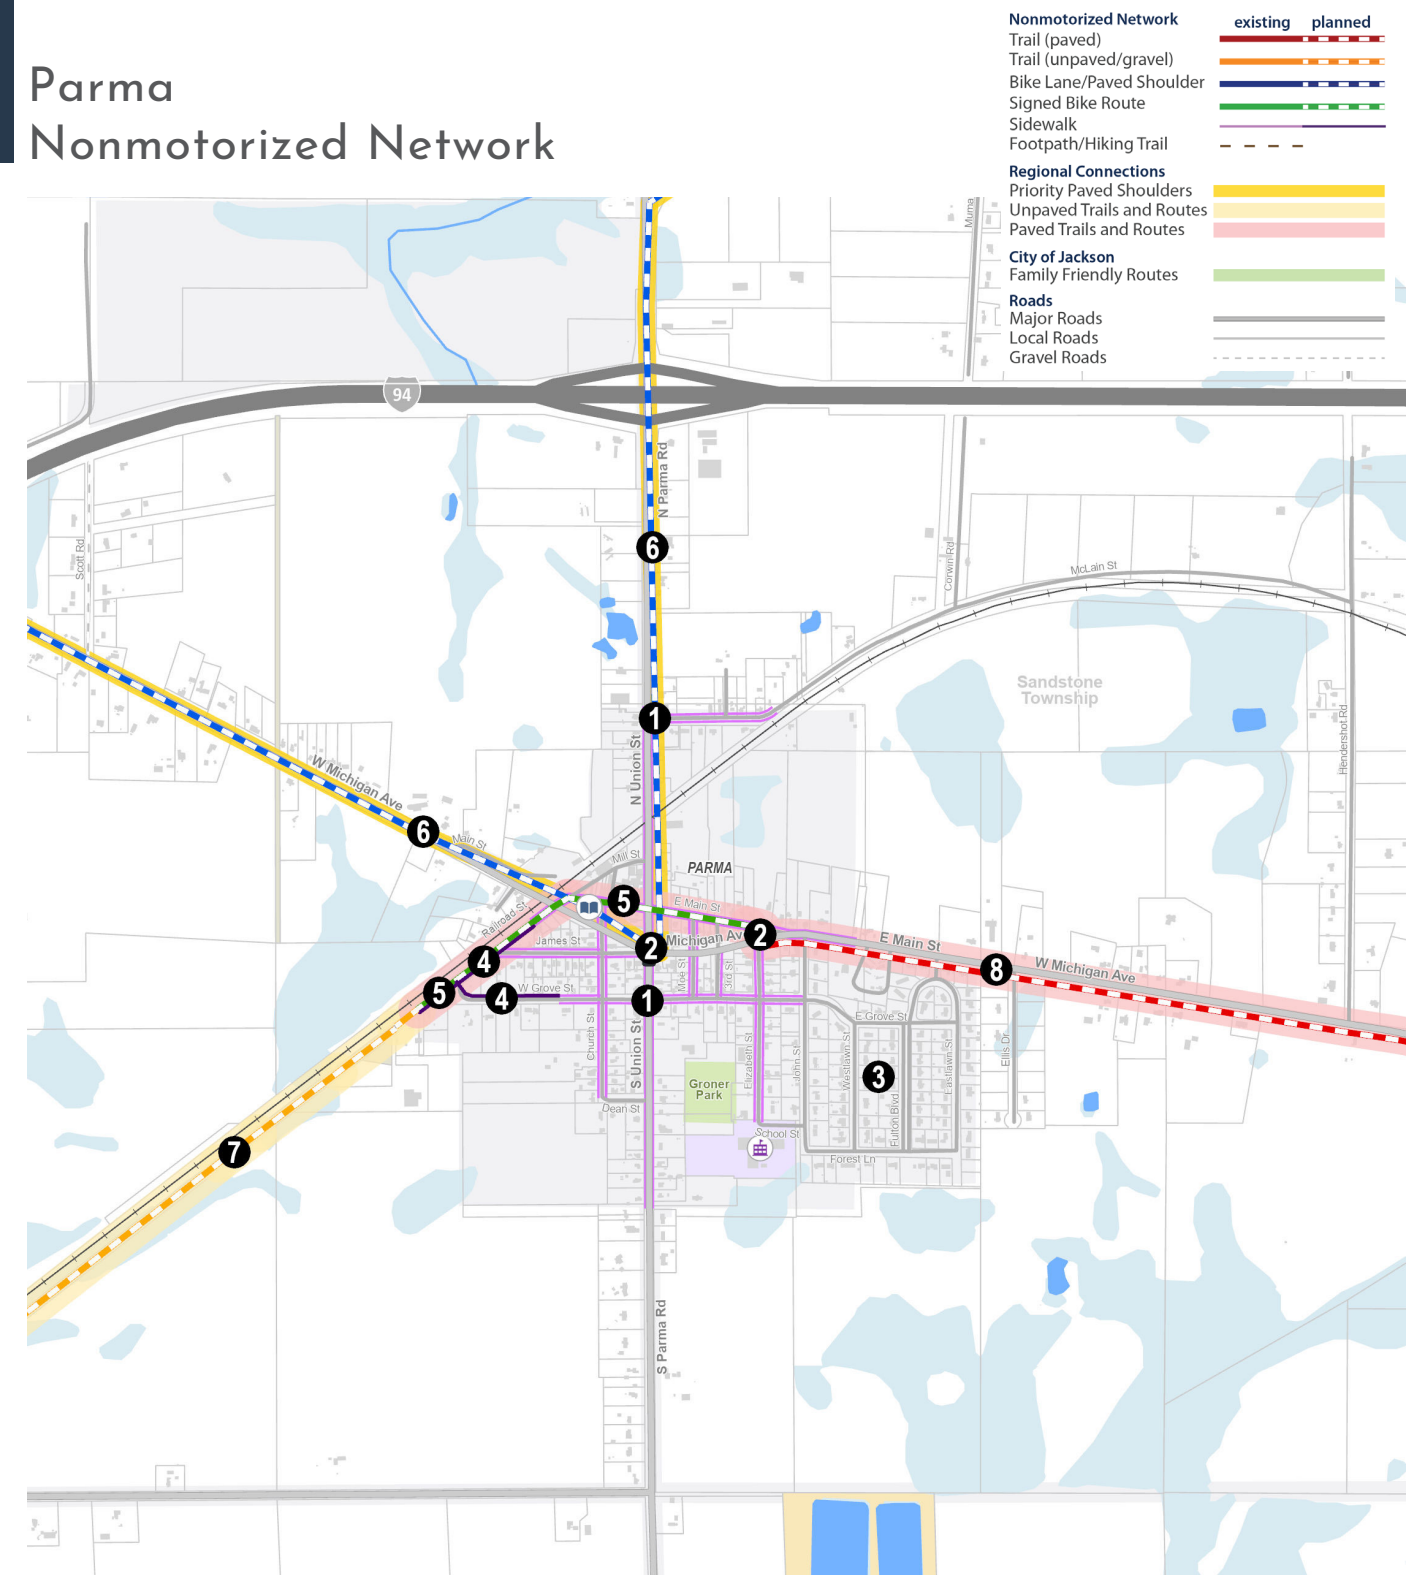 Parma
Nonmotorized Network
Nonmotorized Network existing planned
Trail (paved)
Trail (unpaved/gravel)
Bike Lane/Paved Shoulder
Signed Bike Route
Sidewalk
Footpath/Hiking Trail
Regional Connections
Priority Paved Shoulders
Unpaved Trails and Routes
Paved Trails and Routes
City of Jackson
Family Friendly Routes
Roads
Major Roads
Local Roads
Gravel Roads
Muma
94
N Parma Rd
Scott Rd
6
Corwin Rd
McLain St
Sandstone
Township
1
Hendershot Rd
N Union St
W Michigan Ave
6
Main St
Mill St
PARMA
5
E Main St
Railroad St
2
Michigan Av
2
E Main St
James St
4
8
W Michigan Ave
Moe St
3rd St
5
4
W Grove St
1
E Grove St
Church St
S Union St
Elizabeth St
John St
Westlawn St
Eastlawn St
Ellis Dr
3
Groner
Park
Fulton Blvd
Dean St
School St
Forest Ln
7
S Parma Rd